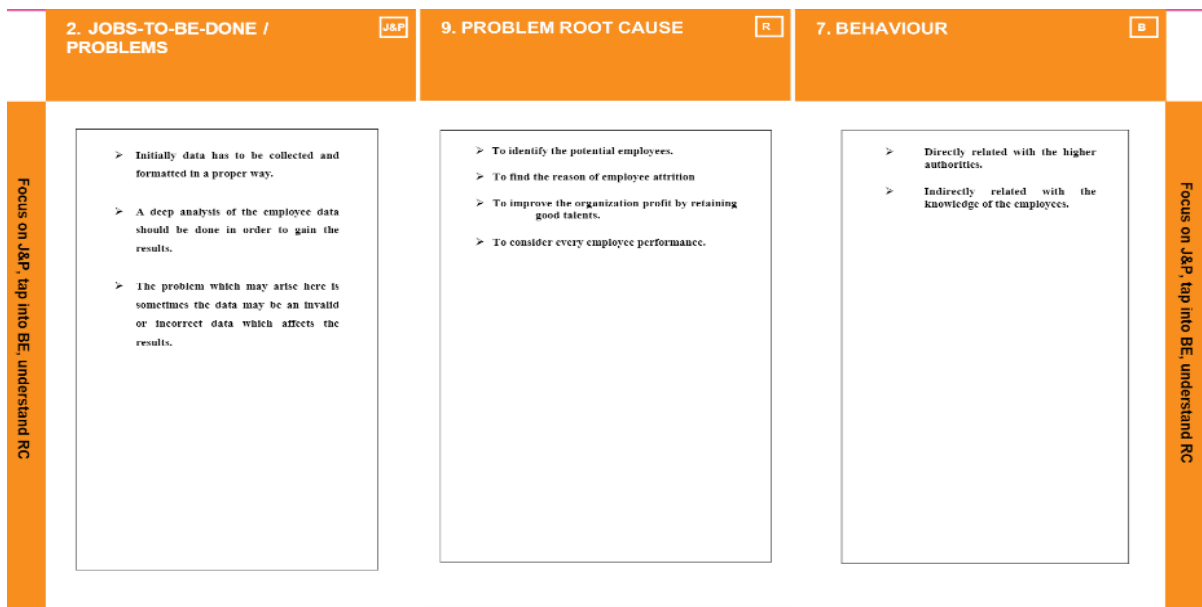 2. JOBS-TO-BE-DONE /
PROBLEMS
J&P
9. PROBLEM ROOT CAUSE
R
7. BEHAVIOUR
B
Focus on J&P, tap into BE, understand RC
➢ Initially data has to be collected and
formatted in a proper way.
➢ A deep analysis of the employee data
should be done in order to gain the
results.
➢ The problem which may arise here is
sometimes the data may be an invalid
or incorrect data which affects the
results.
➢ To identify the potential employees.
➢ To find the reason of employee attrition
➢ To improve the organization profit by retaining
good talents.
➢ To consider every employee performance.
➢ Directly related with the higher
authorities.
➢ Indirectly related with the
knowledge of the employees.
Focus on J&P, tap into BE, understand RC